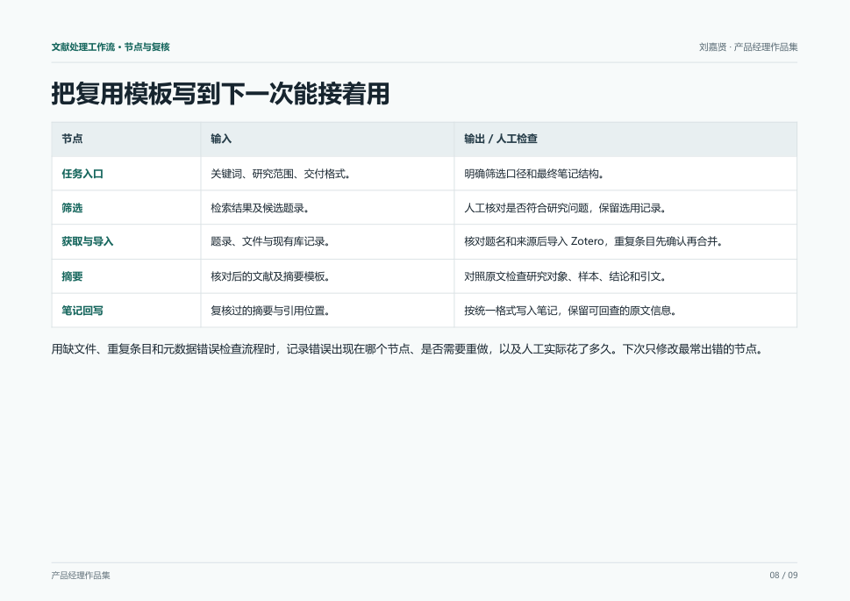 文献处理工作流·节点与复核
刘嘉贤 · 产品经理作品集
把复用模板写到下一次能接着用
节点 输入 输出 / 人工检查
任务入口 关键词、研究范围、交付格式。 明确筛选口径和最终笔记结构。
筛选 检索结果及候选题录。 人工核对是否符合研究问题，保留选用记录。
获取与导入 题录、文件与现有库记录。 核对题名和来源后导入 Zotero，重复条目先确认再合并。
摘要 核对后的文献及摘要模板。 对照原文检查研究对象、样本、结论和引文。
笔记回写 复核过的摘要与引用位置。 按统一格式写入笔记，保留可回查的原文信息。
用缺文件、重复条目和元数据错误检查流程时，记录错误出现在哪个节点、是否需要重做，以及人工实际花了多久。下次只修改最常出错的节点。
产品经理作品集
08 / 09